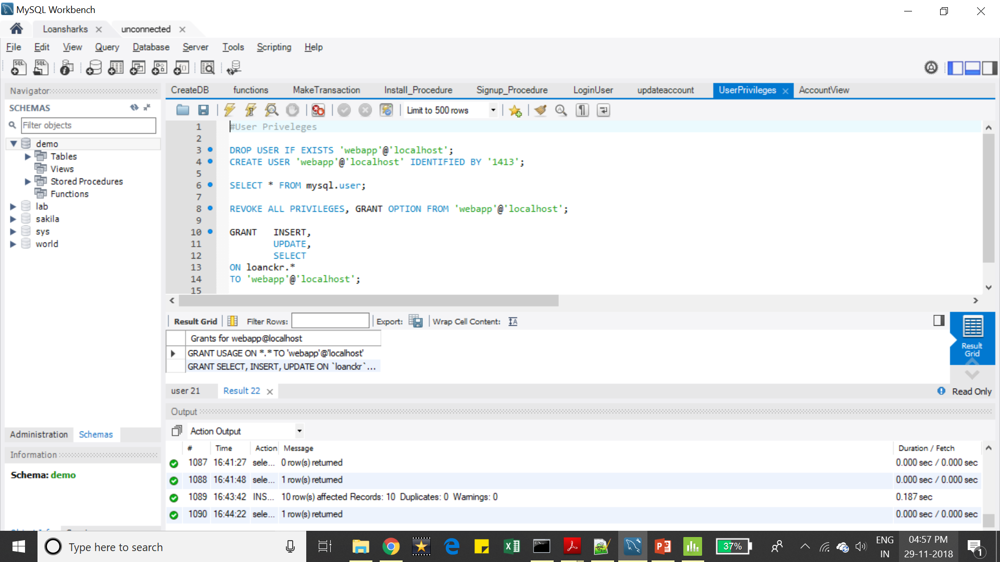 MySQL Workbench
Loansharks
unconnected
File Edit View Query Database Server Tools Scripting Help
Navigator
SCHEMAS
Filter objects
demo
Tables
Views
Stored Procedures
Functions
lab
sakila
sys
world
Administration Schemas
Information
Schema: demo
CreateDB functions MakeTransaction Install_Procedure Signup_Procedure LoginUser updateaccount UserPrivileges AccountView
Limit to 500 rows
1 #User Priveleges
2
3 DROP USER IF EXISTS 'webapp'@'localhost';
4 CREATE USER 'webapp'@'localhost' IDENTIFIED BY '1413';
5
6 SELECT * FROM mysql.user;
7
8 REVOKE ALL PRIVILEGES, GRANT OPTION FROM 'webapp'@'localhost';
9
10 GRANT INSERT,
11 UPDATE,
12 SELECT
13 ON loanckr.*
14 TO 'webapp'@'localhost';
15
Result Grid Filter Rows: Export: Wrap Cell Content:
Grants for webapp@localhost
GRANT USAGE ON *.* TO 'webapp'@'localhost'
GRANT SELECT, INSERT, UPDATE ON `loanckr`...
Result
Grid
user 21 Result 22
Read Only
Output
Action Output
# Time Action Message Duration / Fetch
1087 16:41:27 sele... 0 row(s) returned 0.000 sec / 0.000 sec
1088 16:41:48 sele... 1 row(s) returned 0.000 sec / 0.000 sec
1089 16:43:42 INS... 10 row(s) affected Records: 10 Duplicates: 0 Warnings: 0 0.187 sec
1090 16:44:22 sele... 1 row(s) returned 0.000 sec / 0.000 sec
Type here to search
37%
ENG
IN
04:57 PM
29-11-2018
1